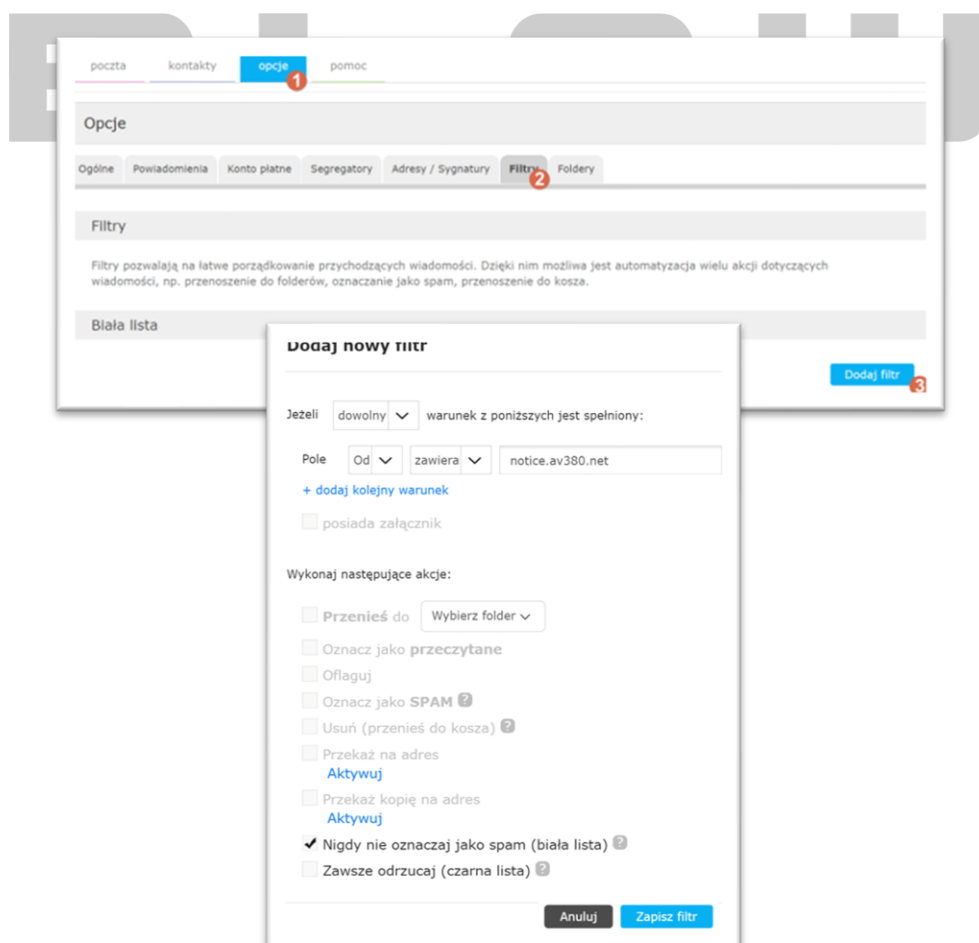 poczta kontakty opcje pomoc
1
Opcje
Ogólne Powiadomienia Konto płatne Segregatory Adresy / Sygnatury Filtry Foldery
2
Filtry
Filtry pozwalają na łatwe porządkowanie przychodzących wiadomości. Dzięki nim możliwa jest automatyzacja wielu akcji dotyczących
wiadomości, np. przenoszenie do folderów, oznaczanie jako spam, przenoszenie do kosza.
Biała lista
Dodaj filtr
3
Dodaj nowy filtr
Jeżeli dowolny warunek z poniższych jest spełniony:
Pole Od zawiera notice.av380.net
+ dodaj kolejny warunek
posiada załącznik
Wykonaj następujące akcje:
Przenieś do Wybierz folder
Oznacz jako przeczytane
Oflaguj
Oznacz jako SPAM ?
Usuń (przenieś do kosza) ?
Przekaż na adres
Aktywuj
Przekaż kopię na adres
Aktywuj
Nigdy nie oznaczaj jako spam (biała lista) ?
Zawsze odrzucaj (czarna lista) ?
Anuluj Zapisz filtr